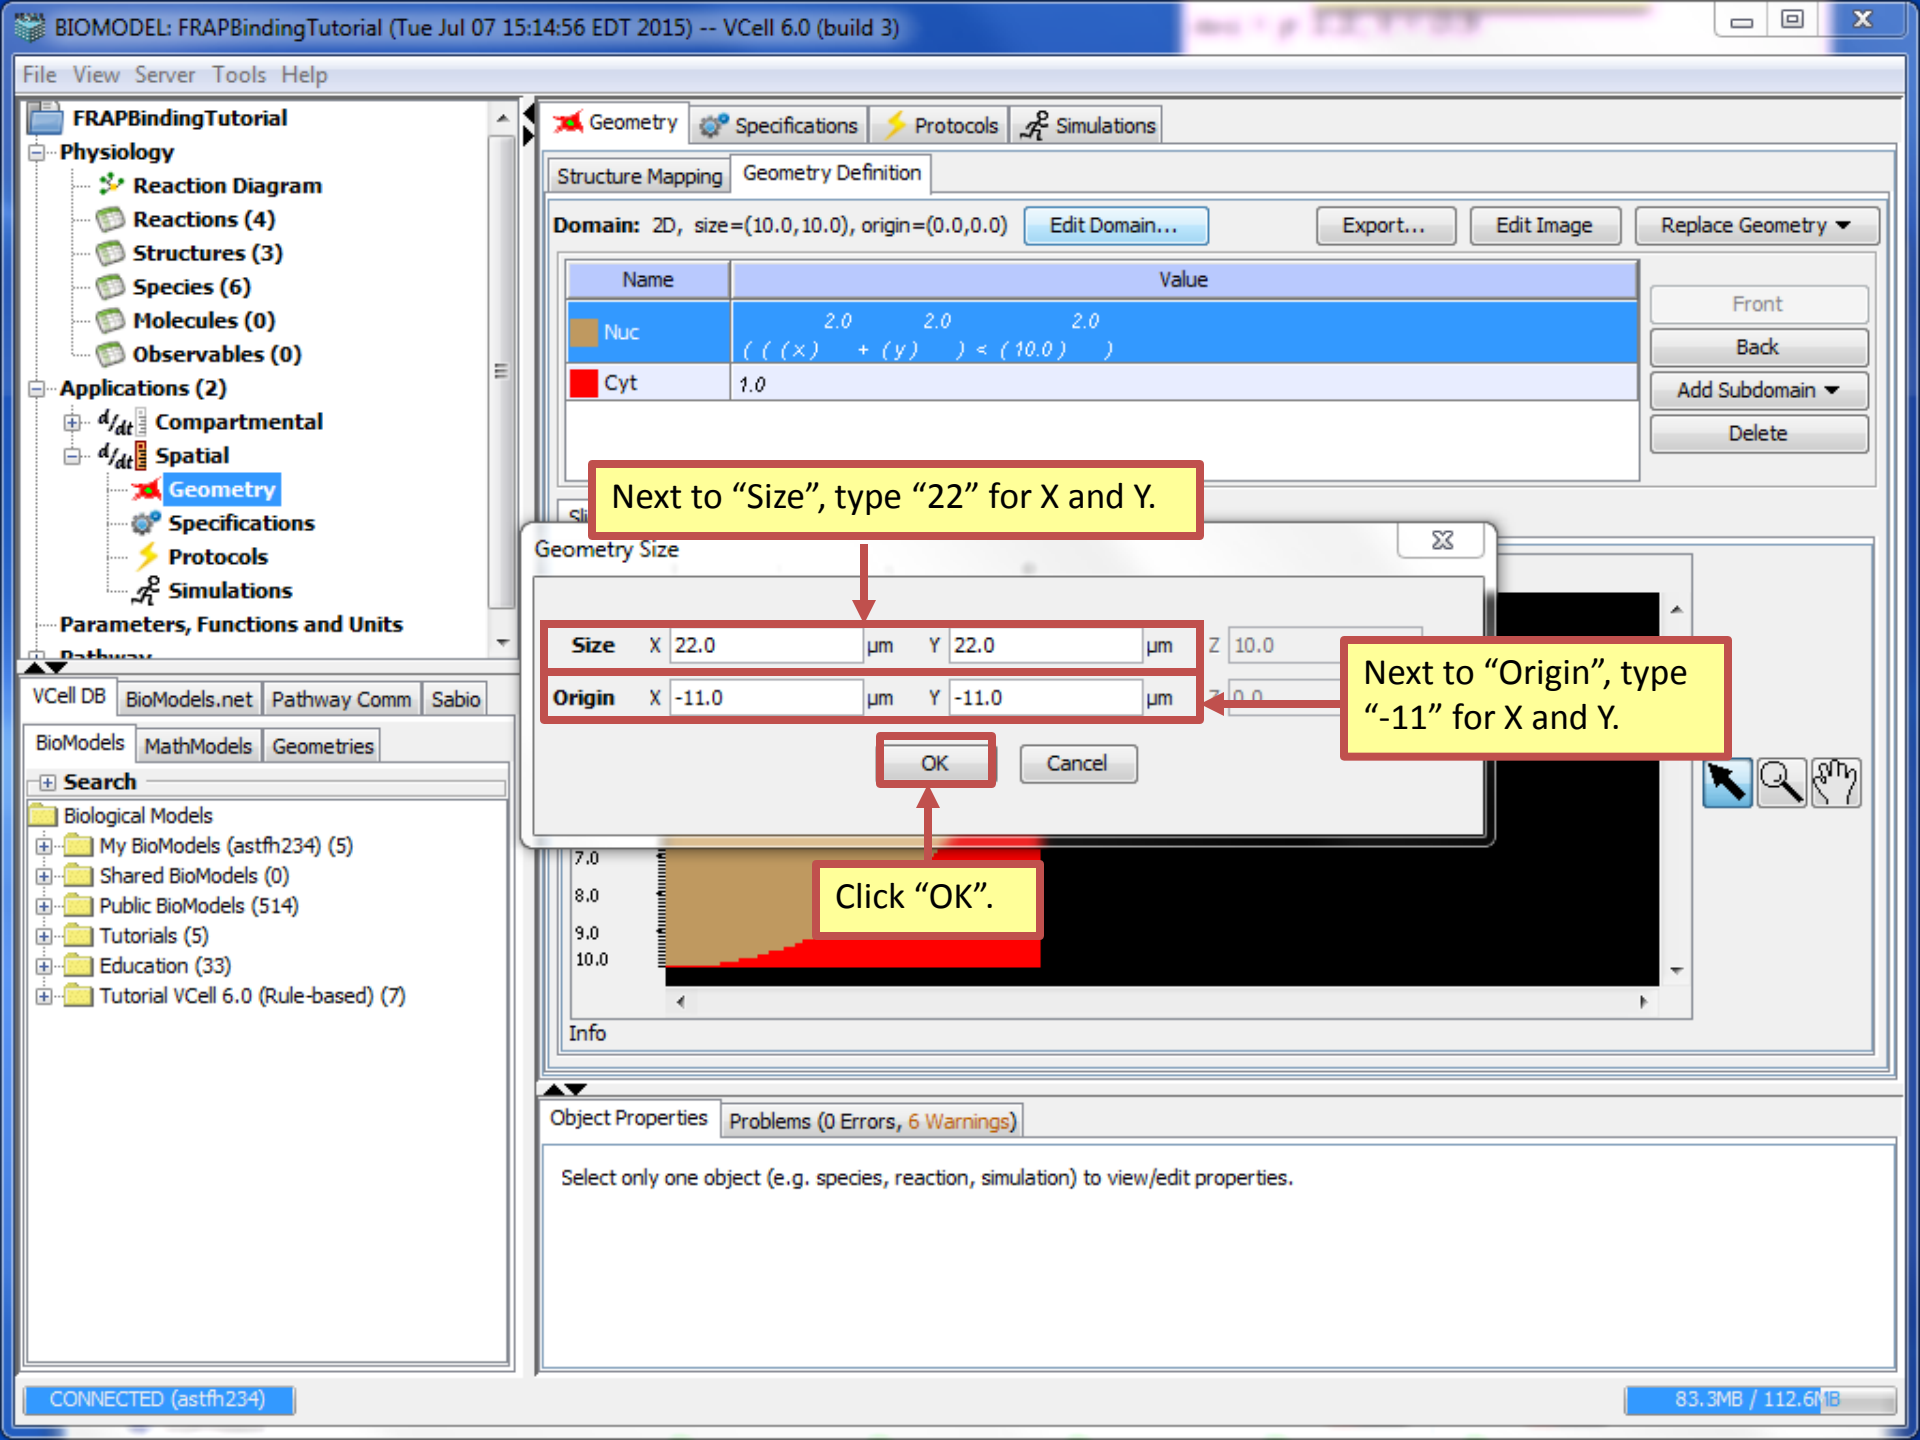 BIOMODEL: FRAPBindingTutorial (Tue Jul 07 15:14:56 EDT 2015) -- VCell 6.0 (build 3)
File View Server Tools Help
FRAPBindingTutorial
Physiology
Reaction Diagram
Reactions (4)
Structures (3)
Species (6)
Molecules (0)
Observables (0)
Applications (2)
d/dt Compartmental
d/dt Spatial
Geometry
Specifications
Protocols
Simulations
Parameters, Functions and Units
Pathway
VCell DB BioModels.net Pathway Comm Sabio
BioModels MathModels Geometries
Search
Biological Models
My BioModels (astfh234) (5)
Shared BioModels (0)
Public BioModels (514)
Tutorials (5)
Education (33)
Tutorial VCell 6.0 (Rule-based) (7)
CONNECTED (astfh234)
Geometry Specifications Protocols Simulations
Structure Mapping Geometry Definition
Domain: 2D, size=(10.0,10.0), origin=(0.0,0.0) Edit Domain... Export... Edit Image Replace Geometry
Name Value
Nuc ( ( (x)^2.0 + (y)^2.0 ) < (10.0)^2.0 )
Cyt 1.0
Front
Back
Add Subdomain
Delete
Next to “Size”, type “22” for X and Y.
Geometry Size
Size X 22.0 µm Y 22.0 µm Z 10.0
Origin X -11.0 µm Y -11.0 µm Z 0.0
Next to “Origin”, type
“-11” for X and Y.
OK Cancel
Click “OK”.
7.0
8.0
9.0
10.0
Info
Object Properties Problems (0 Errors, 6 Warnings)
Select only one object (e.g. species, reaction, simulation) to view/edit properties.
83.3MB / 112.6MB